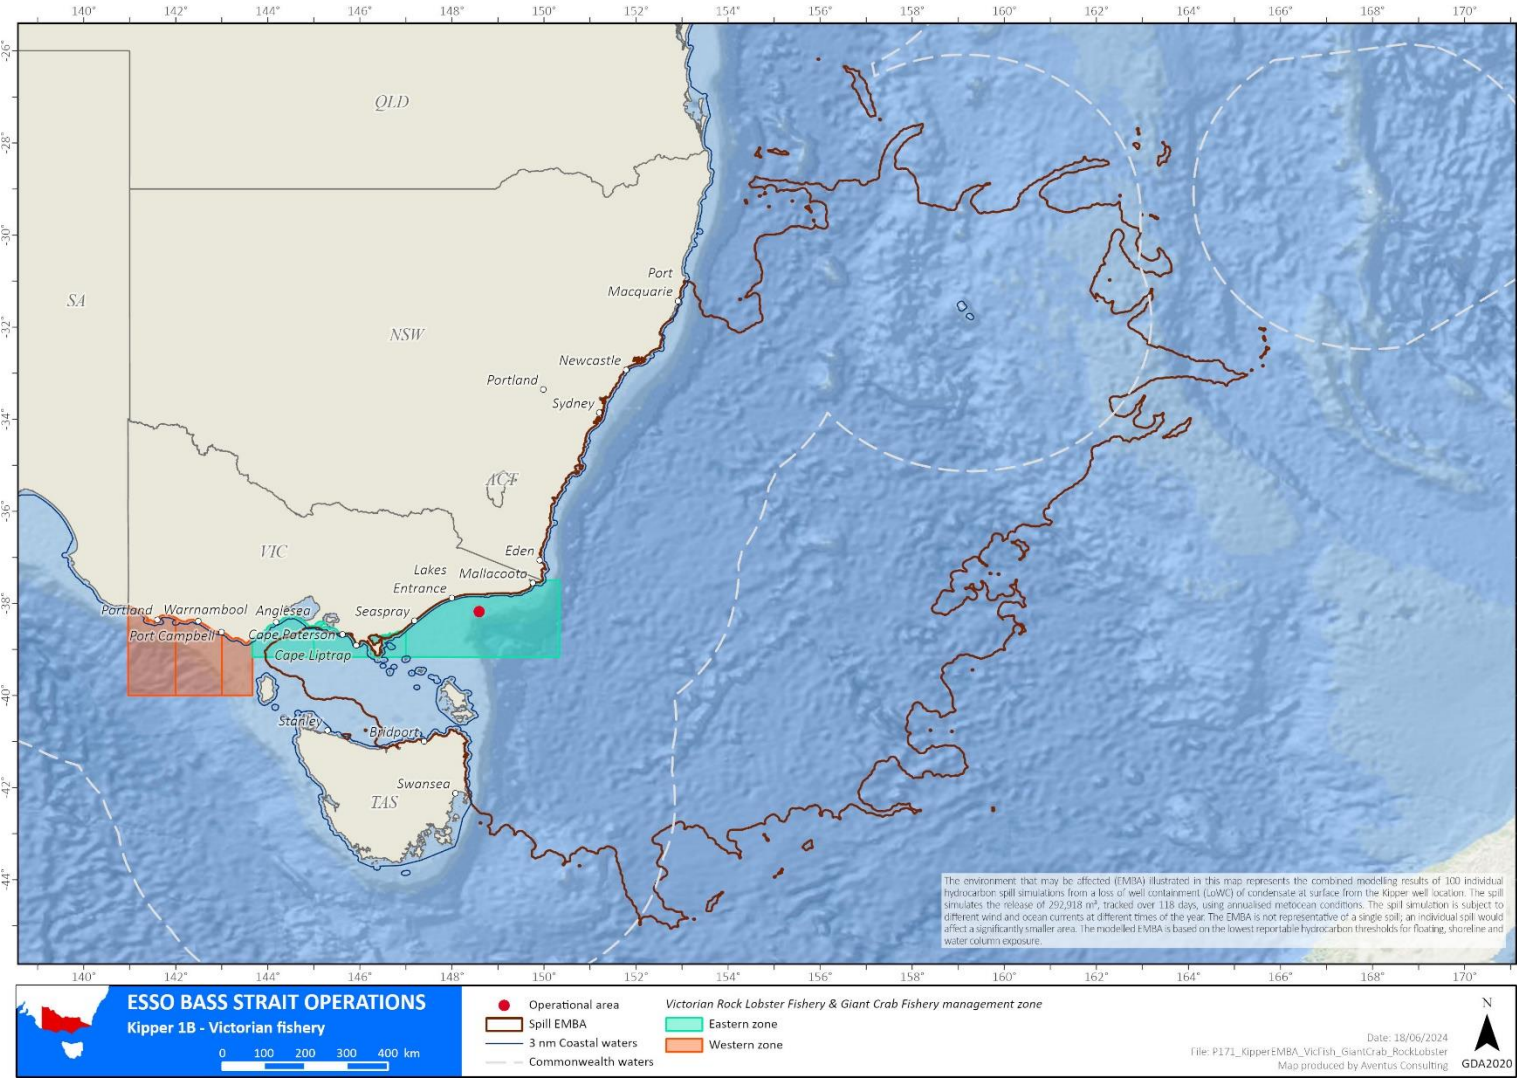 140° 142° 144° 146° 148° 150° 152° 154° 156° 158° 160° 162° 164° 166° 168° 170°
-26°
QLD
-28°
-30°
Port
Macquarie
SA
-32°
NSW
Newcastle
Portland
Sydney
-34°
ACT
-36°
VIC
Eden
Lakes
Entrance
Mallacoota
-38°
Portland Warrnambool Anglesea Seaspray
Port Campbell Cape Paterson
Cape Liptrap
-40°
Stanley
Bridport
-42°
Swansea
TAS
-44°
The environment that may be affected (EMBA) illustrated in this map represents the combined modelling results of 100 individual
hydrocarbon spill simulations from a loss of well containment (LoWC) of condensate at surface from the Kipper well location. The spill
simulates the release of 292,918 m³, tracked over 118 days, using annualised metocean conditions. The spill simulation is subject to
different wind and ocean currents at different times of the year. The EMBA is not representative of a single spill; an individual spill would
affect a significantly smaller area. The modelled EMBA is based on the lowest reportable hydrocarbon thresholds for floating, shoreline and
water column exposure.
140° 142° 144° 146° 148° 150° 152° 154° 156° 158° 160° 162° 164° 166° 168° 170°
ESSO BASS STRAIT OPERATIONS
Kipper 1B - Victorian fishery
0 100 200 300 400 km
Operational area
Spill EMBA
3 nm Coastal waters
Commonwealth waters
Victorian Rock Lobster Fishery & Giant Crab Fishery management zone
Eastern zone
Western zone
Date: 18/06/2024
File: P171_KipperEMBA_VicFish_GiantCrab_RockLobster
Map produced by Aventus Consulting
N
GDA2020